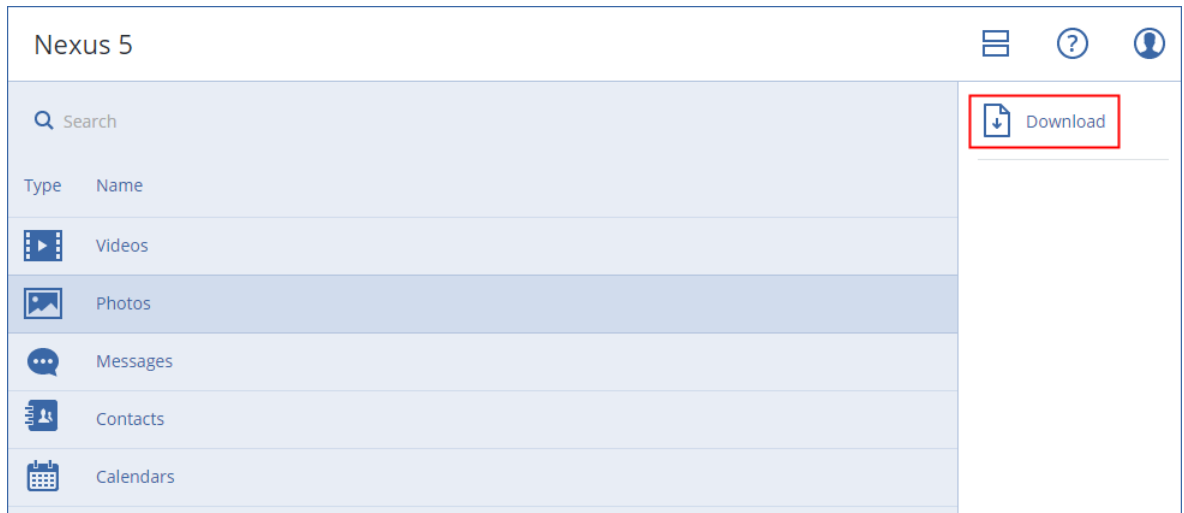 Nexus 5
Search
Download
Type Name
Videos
Photos
Messages
Contacts
Calendars